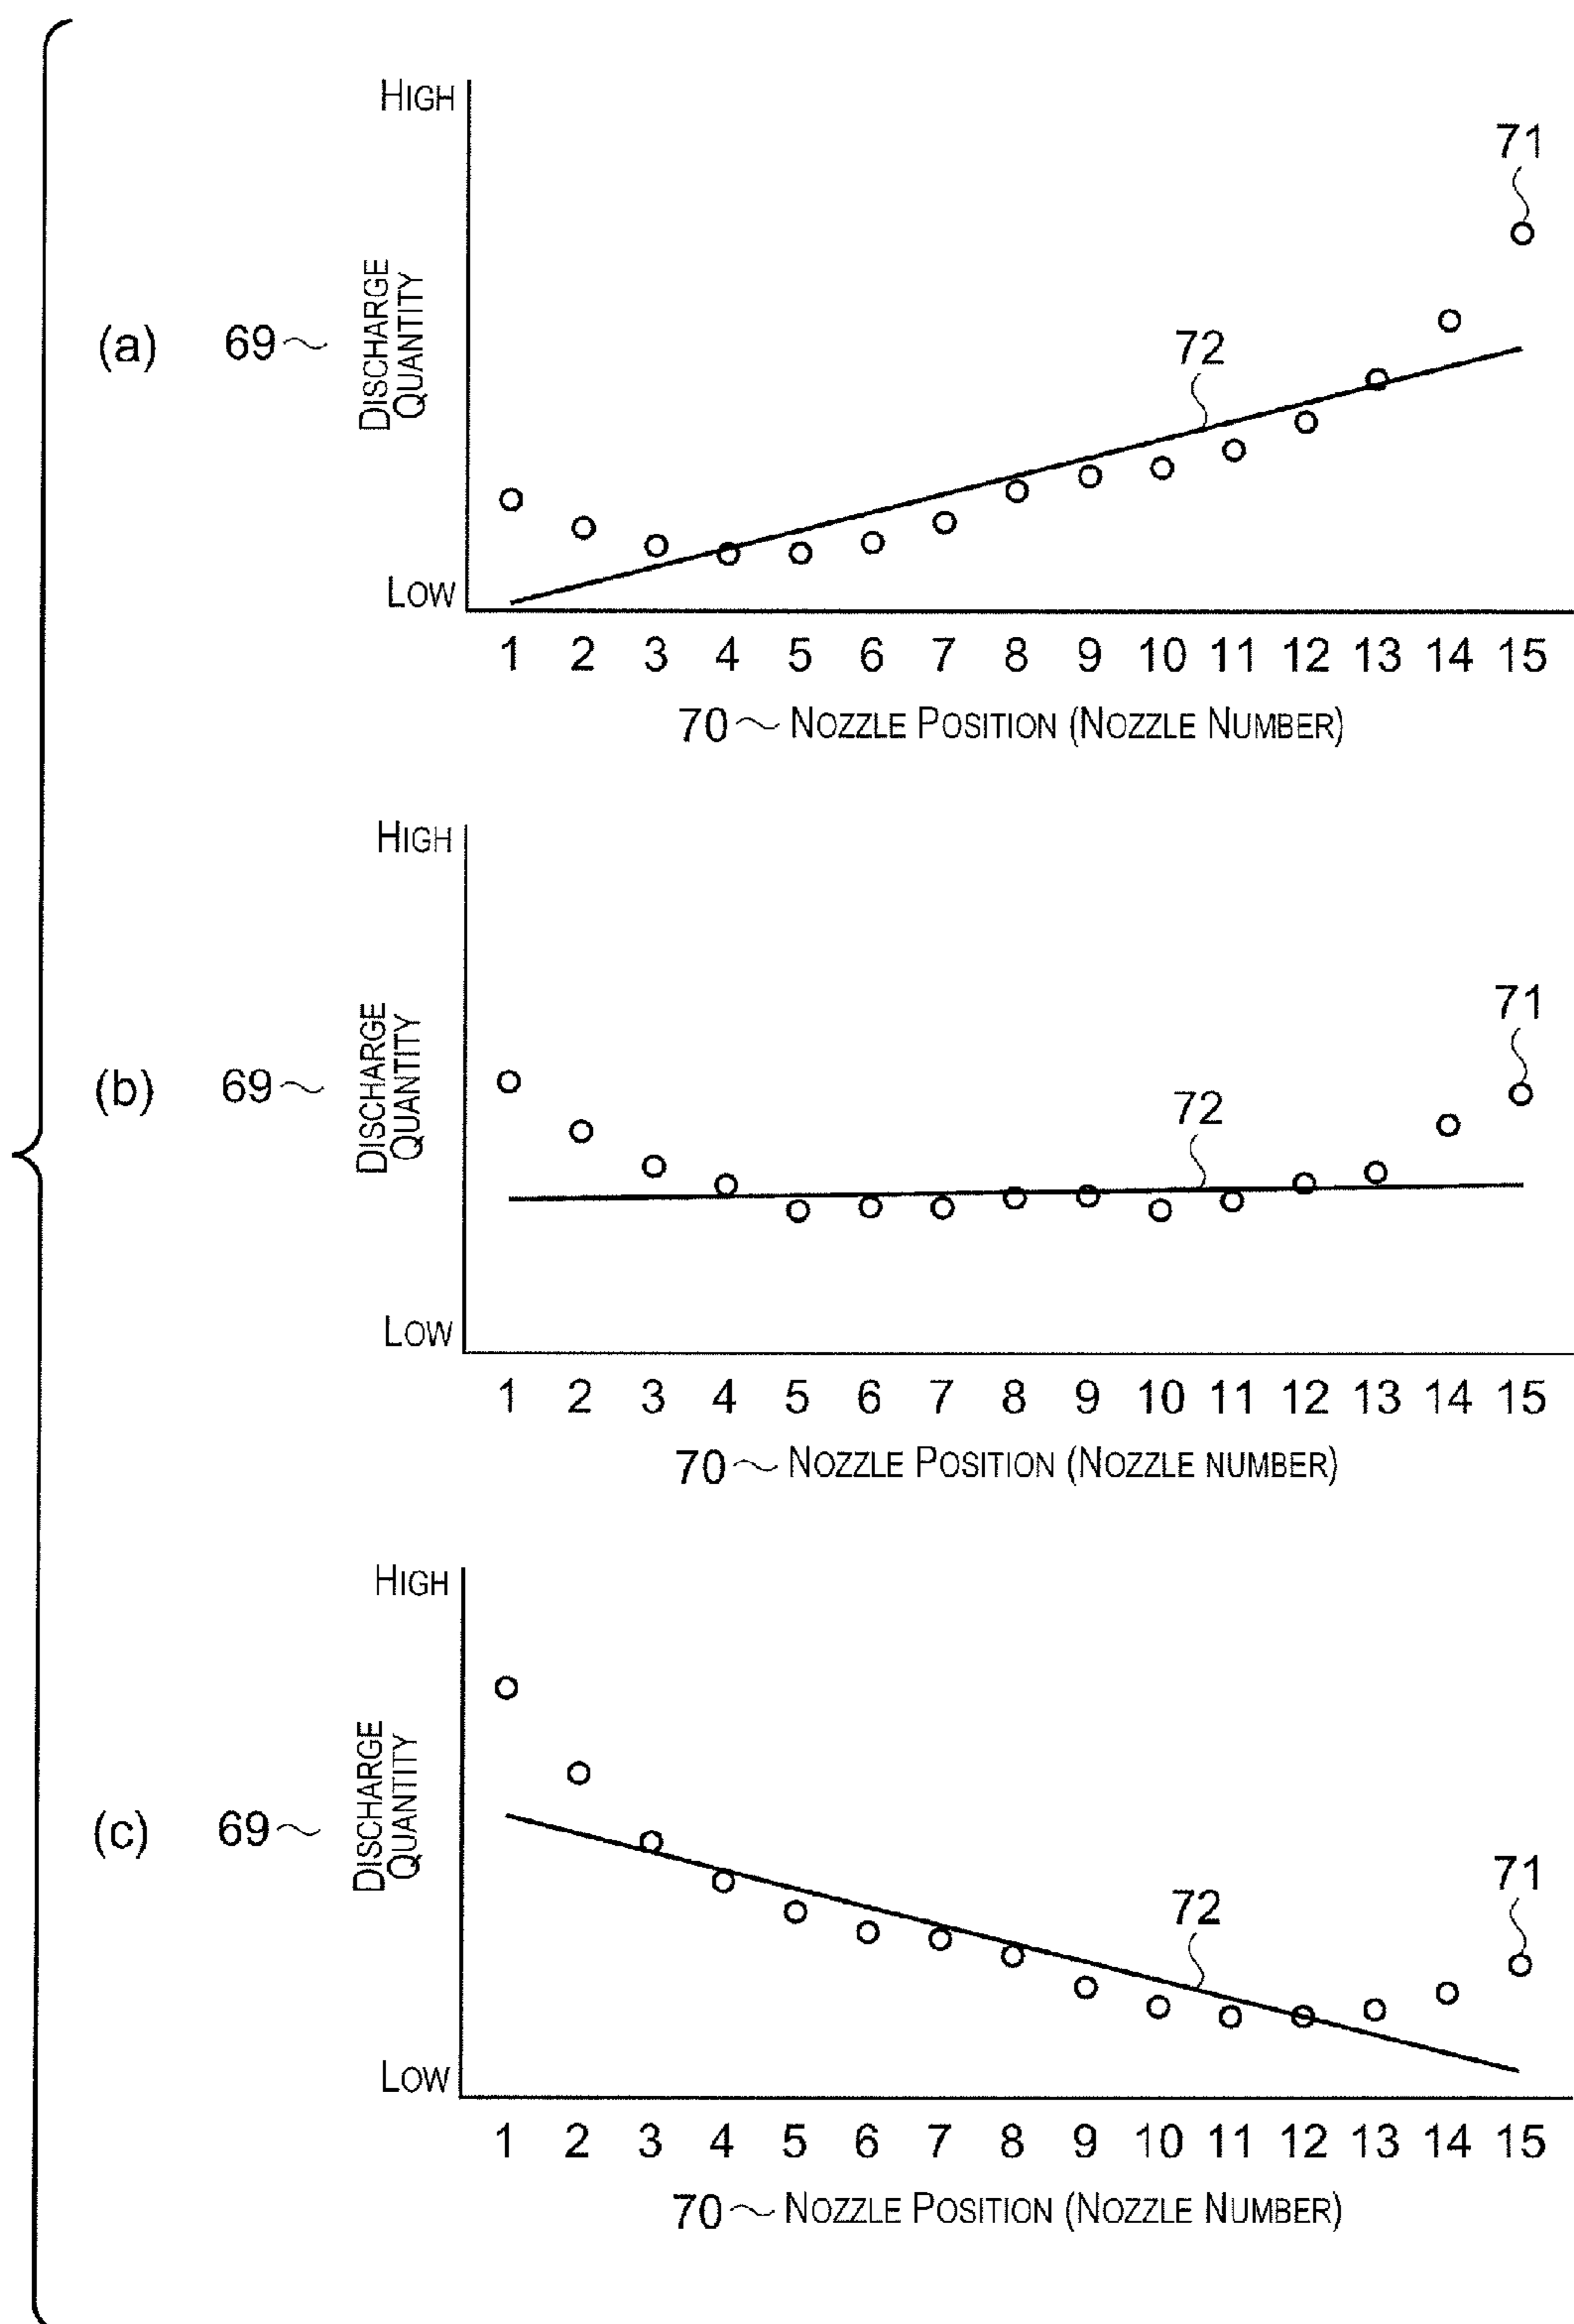 HIGH
71
(a)
69
DISCHARGE
QUANTITY
72
LOW
1 2 3 4 5 6 7 8 9 10 11 12 13 14 15
70 NOZZLE POSITION (NOZZLE NUMBER)
HIGH
71
(b)
69
DISCHARGE
QUANTITY
72
LOW
1 2 3 4 5 6 7 8 9 10 11 12 13 14 15
70 NOZZLE POSITION (NOZZLE NUMBER)
HIGH
71
(c)
69
DISCHARGE
QUANTITY
72
LOW
1 2 3 4 5 6 7 8 9 10 11 12 13 14 15
70 NOZZLE POSITION (NOZZLE NUMBER)